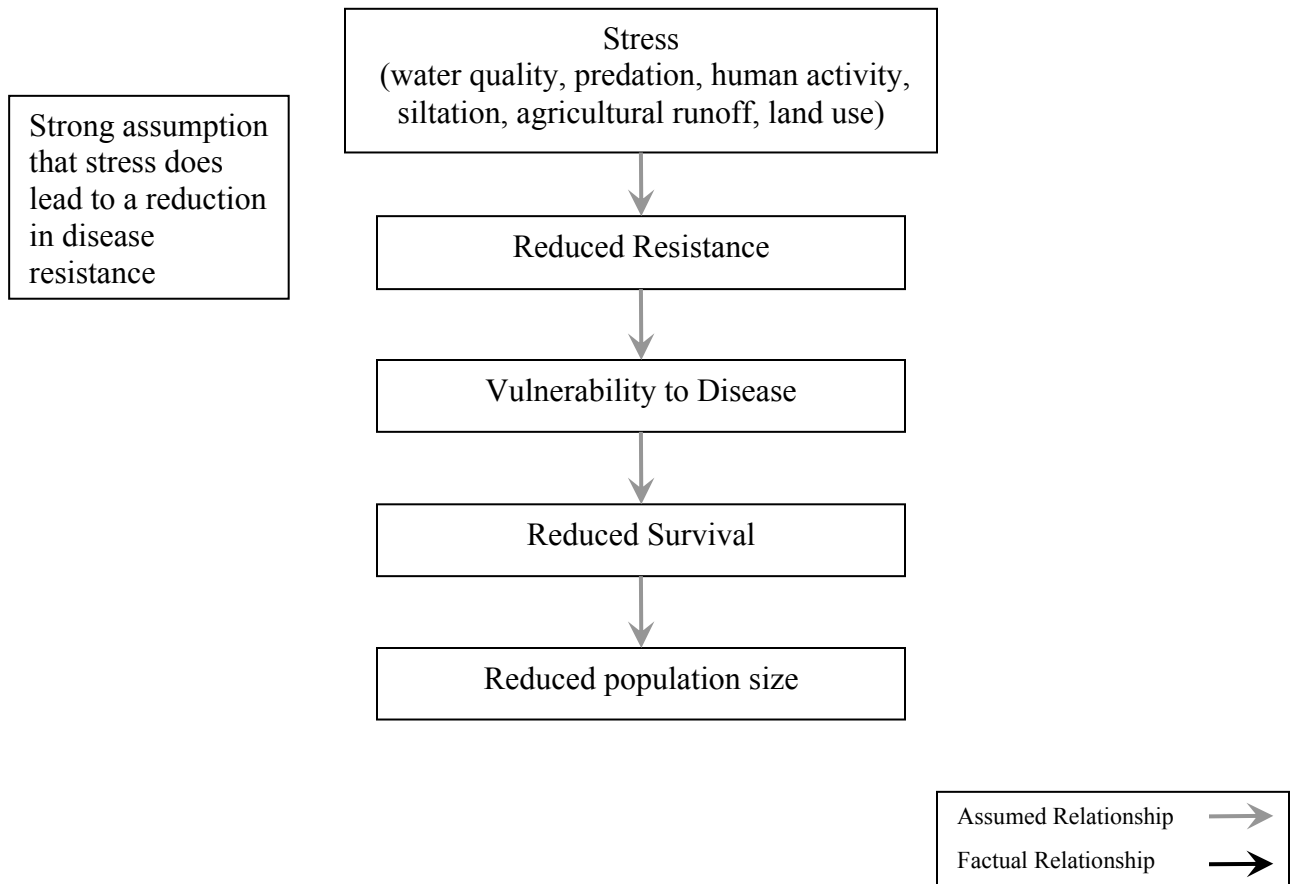 Stress
(water quality, predation, human activity,
siltation, agricultural runoff, land use)
Strong assumption
that stress does
lead to a reduction
in disease
resistance
Reduced Resistance
Vulnerability to Disease
Reduced Survival
Reduced population size
Assumed Relationship
Factual Relationship